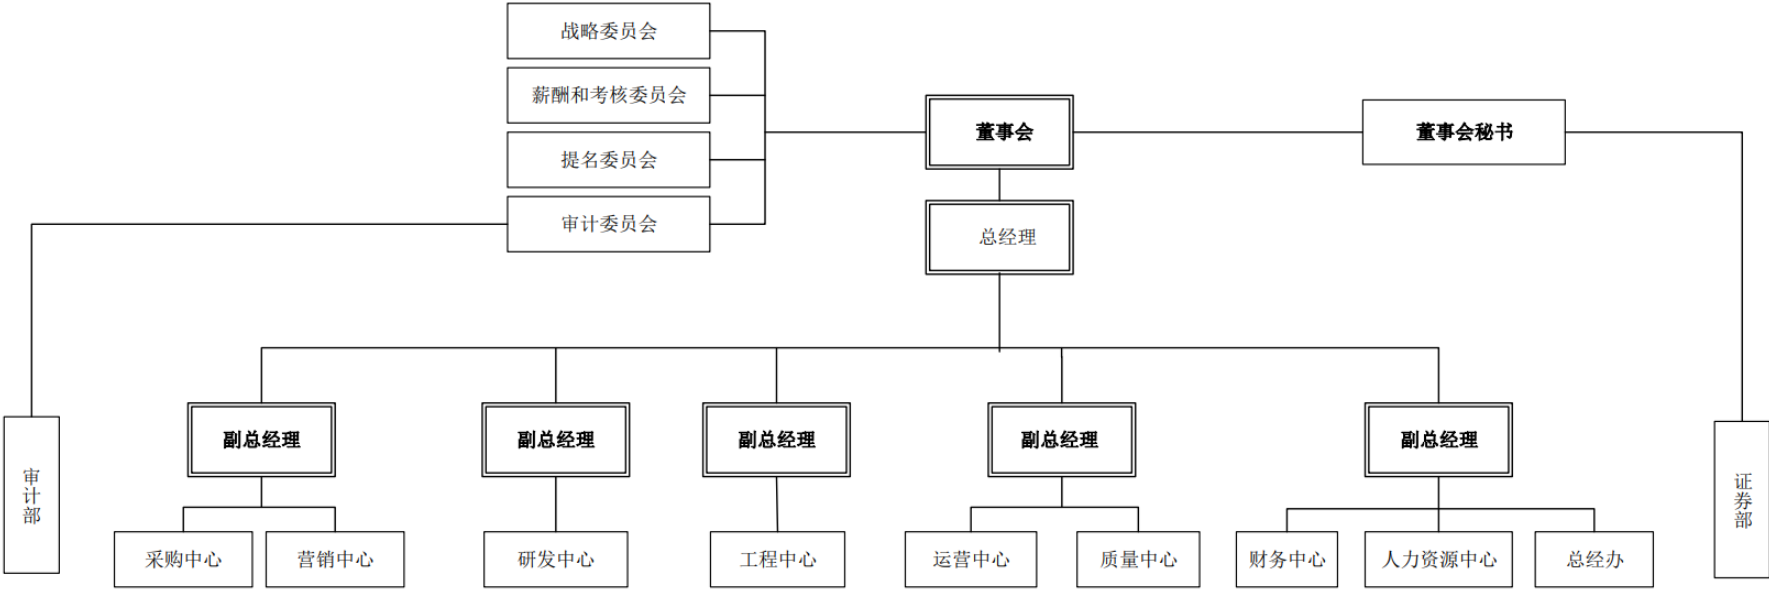 战略委员会
薪酬和考核委员会
提名委员会
审计委员会
董事会
董事会秘书
总经理
副总经理
副总经理
副总经理
副总经理
副总经理
审计部
采购中心
营销中心
研发中心
工程中心
运营中心
质量中心
财务中心
人力资源中心
总经办
证券部